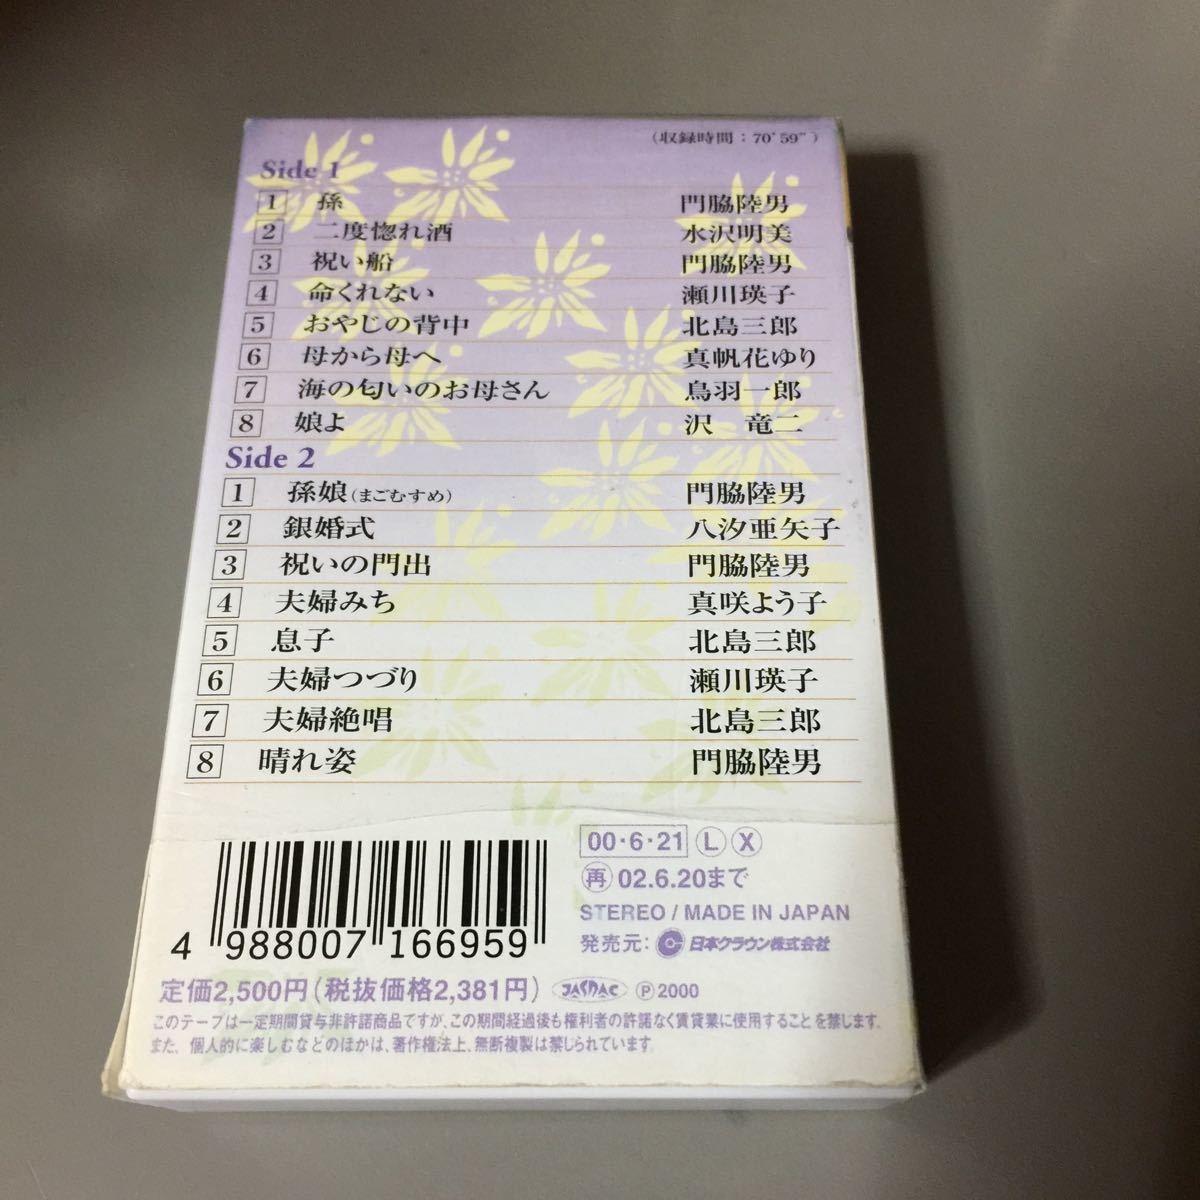 (収録時間：70'59")
Side 1
1 孫 門脇陸男
2 二度惚れ酒 水沢明美
3 祝い船 門脇陸男
4 命くれない 瀬川瑛子
5 おやじの背中 北島三郎
6 母から母へ 真帆花ゆり
7 海の匂いのお母さん 鳥羽一郎
8 娘よ 沢 竜二
Side 2
1 孫娘(まごむすめ) 門脇陸男
2 銀婚式 八汐亜矢子
3 祝いの門出 門脇陸男
4 夫婦みち 真咲よう子
5 息子 北島三郎
6 夫婦つづり 瀬川瑛子
7 夫婦絶唱 北島三郎
8 晴れ姿 門脇陸男
00・6・21 Ⓛ Ⓧ
㊢02.6.20まで
STEREO / MADE IN JAPAN
発売元：日本クラウン株式会社
4 988007 166959
定価2,500円(税抜価格2,381円) JASRAC Ⓟ2000
このテープは一定期間貸与非許諾商品ですが、この期間経過後も権利者の許諾なく賃貸業に使用することを禁じます。
また、個人的に楽しむなどのほかは、著作権法上、無断複製は禁じられています。